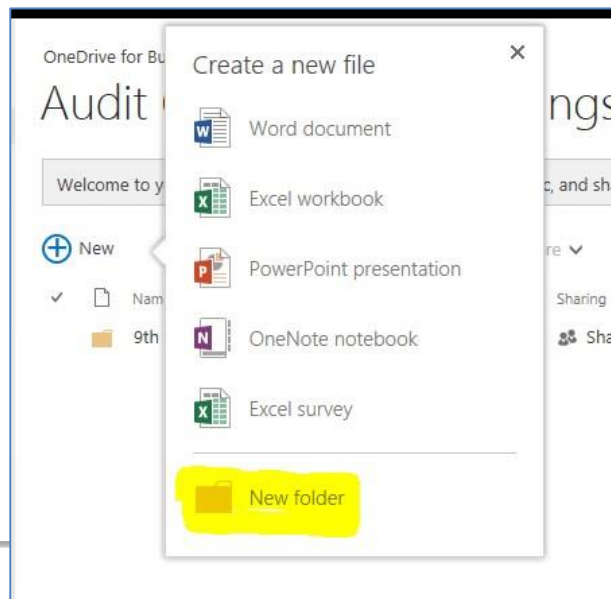 OneDrive for Bu
Create a new file
Audit
ngs
Word document
Welcome to y
c, and sha
Excel workbook
New
re
PowerPoint presentation
Nam
Sharing
9th
OneNote notebook
Sha
Excel survey
New folder